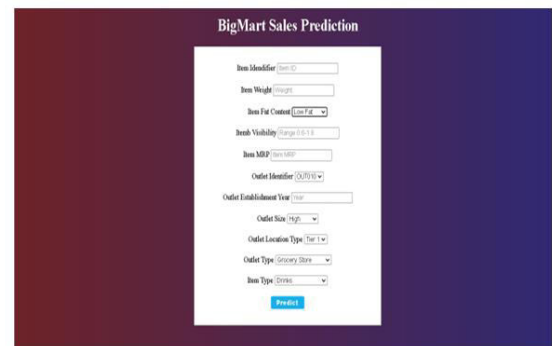 BigMart Sales Prediction
Item Idendifier Item ID
Item Weight Weight
Item Fat Content Low Fat
Itemb Visibility Range 0.0-1.0
Item MRP Item MRP
Outlet Identifier OUT010
Outlet Establishment Year Year
Outlet Size High
Outlet Location Type Tier 1
Outlet Type Grocery Store
Item Type Drinks
Predict